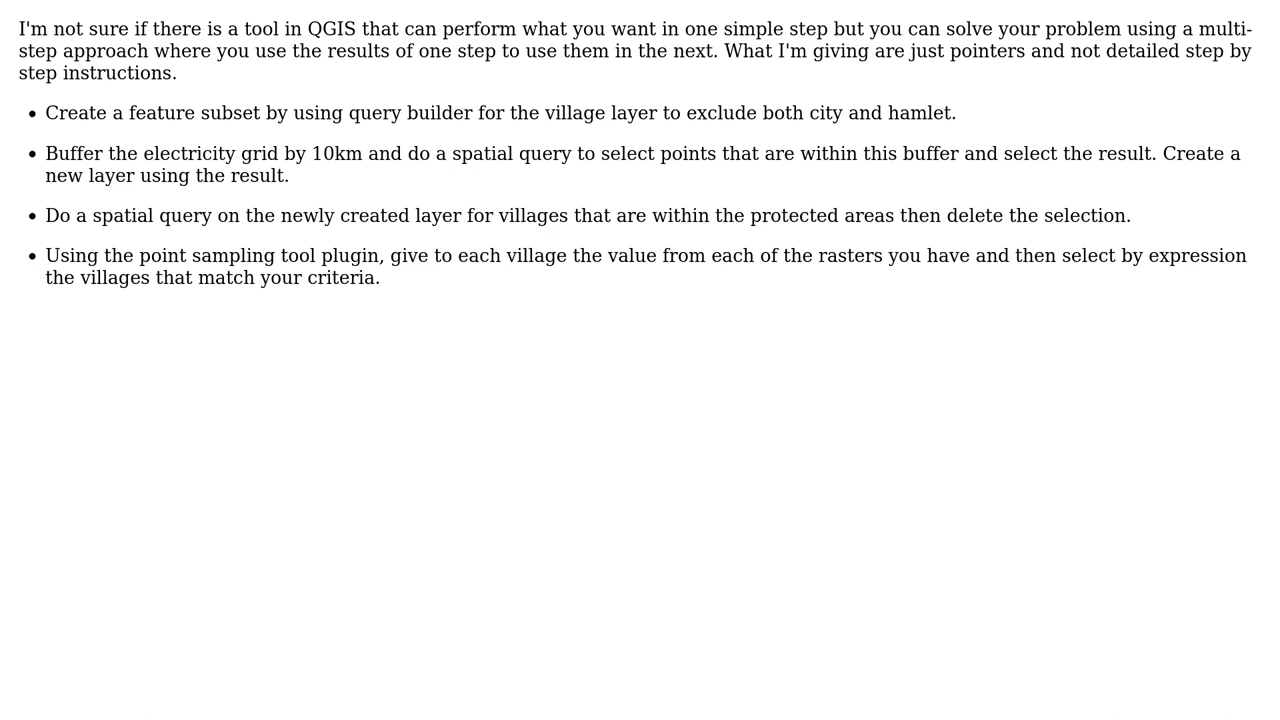 I'm not sure if there is a tool in QGIS that can perform what you want in one simple step but you can solve your problem using a multi-
step approach where you use the results of one step to use them in the next. What I'm giving are just pointers and not detailed step by
step instructions.
• Create a feature subset by using query builder for the village layer to exclude both city and hamlet.
• Buffer the electricity grid by 10km and do a spatial query to select points that are within this buffer and select the result. Create a
new layer using the result.
• Do a spatial query on the newly created layer for villages that are within the protected areas then delete the selection.
• Using the point sampling tool plugin, give to each village the value from each of the rasters you have and then select by expression
the villages that match your criteria.